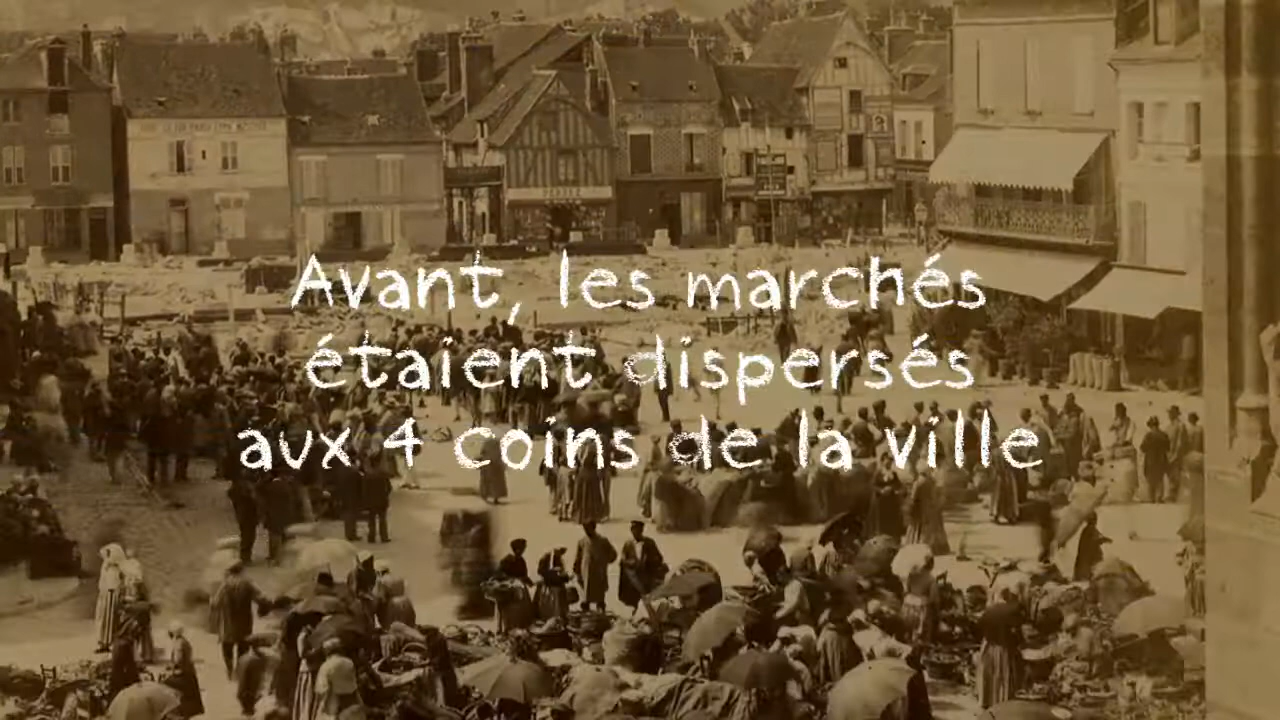 Avant, les marchés
étaient dispersés
aux 4 coins de la ville